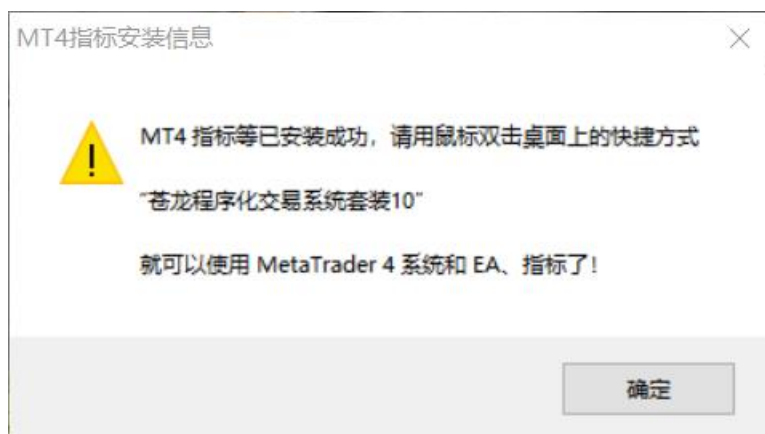 MT4指标安装信息
MT4 指标等已安装成功，请用鼠标双击桌面上的快捷方式
“苍龙程序化交易系统套装10”
就可以使用 MetaTrader 4 系统和 EA、指标了!
确定